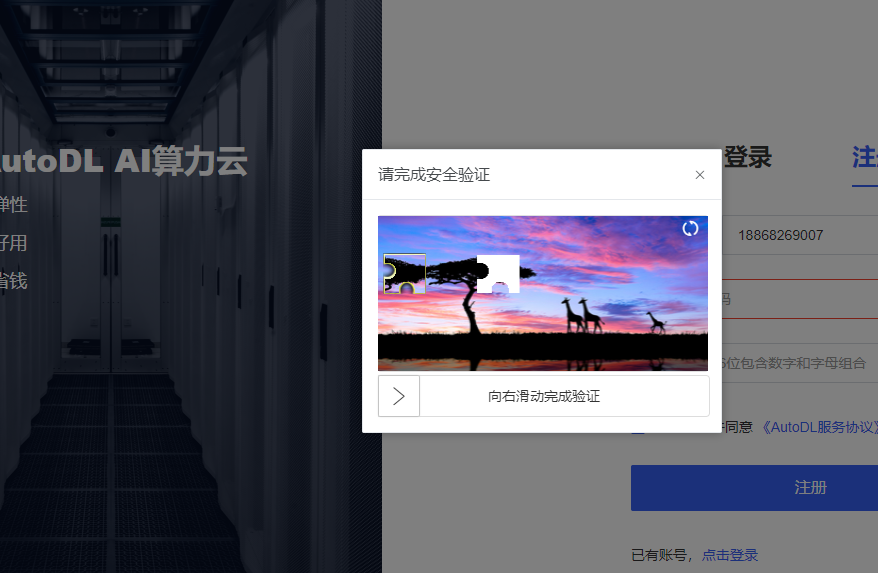 utoDL AI算力云
弹性
好用
省钱
请完成安全验证
向右滑动完成验证
登录
18868269007
码
位包含数字和字母组合
同意《AutoDL服务协议》
注册
已有账号，点击登录